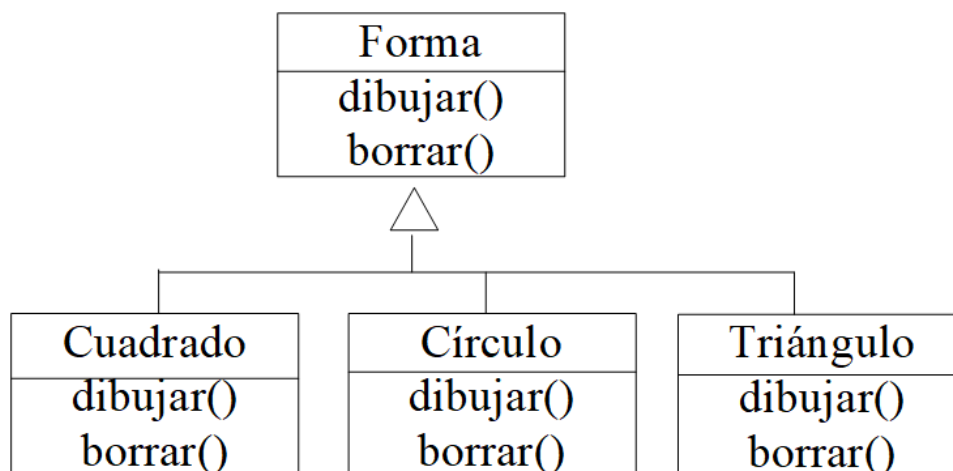 Forma
dibujar()
borrar()
Cuadrado
dibujar()
borrar()
Círculo
dibujar()
borrar()
Triángulo
dibujar()
borrar()